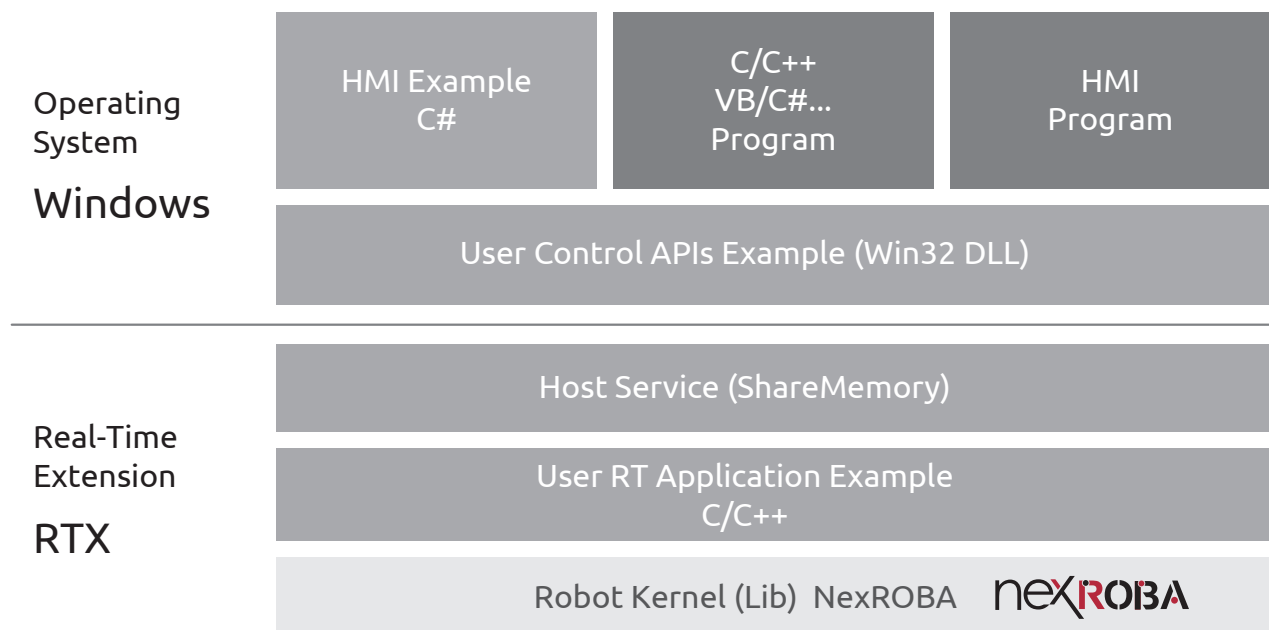 Operating
System
Windows
HMI Example
C#
C/C++
VB/C#...
Program
HMI
Program
User Control APIs Example (Win32 DLL)
Real-Time
Extension
RTX
Host Service (ShareMemory)
User RT Application Example
C/C++
Robot Kernel (Lib) NexROBA neXROBA